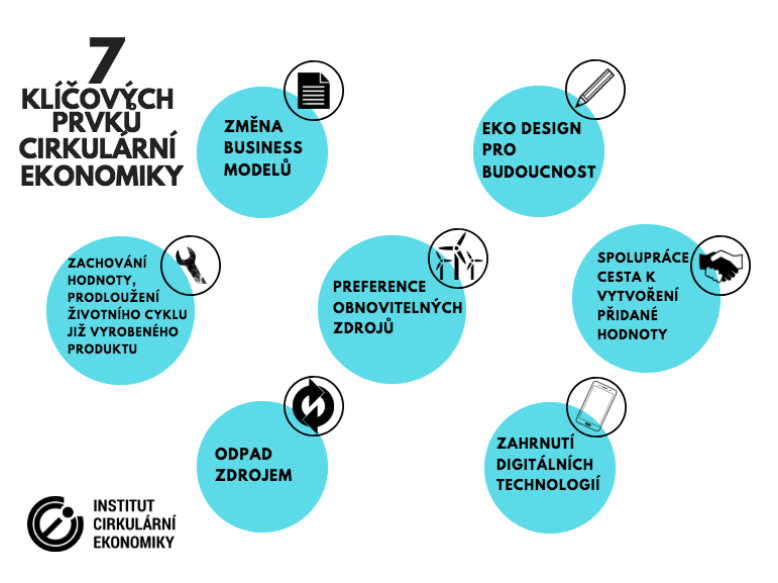 7
KLÍČOVÝCH
PRVKŮ
CIRKULÁRNÍ
EKONOMIKY
ZMĚNA
BUSINESS
MODELŮ
EKO DESIGN
PRO
BUDOUCNOST
ZACHOVÁNÍ
HODNOTY,
PRODLOUŽENÍ
ŽIVOTNÍHO CYKLU
JIŽ VYROBENÉHO
PRODUKTU
PREFERENCE
OBNOVITELNÝCH
ZDROJŮ
SPOLUPRÁCE
CESTA K
VYTVOŘENÍ
PŘIDANÉ
HODNOTY
ODPAD
ZDROJEM
ZAHRNUTÍ
DIGITÁLNÍCH
TECHNOLOGIÍ
INSTITUT
CIRKULÁRNÍ
EKONOMIKY